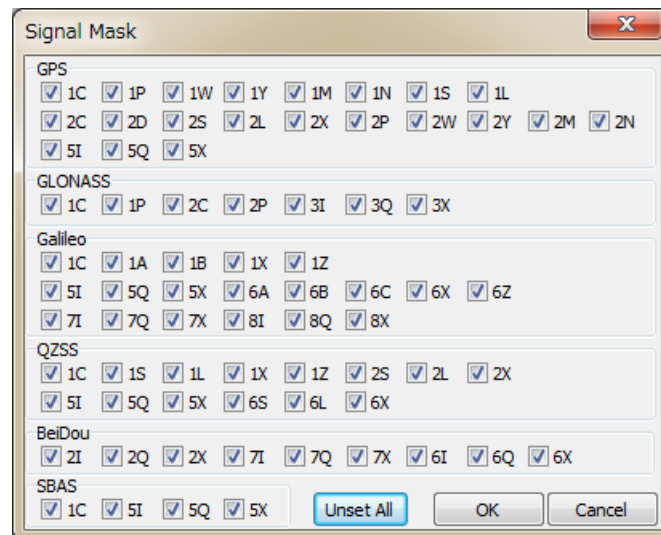 Signal Mask
GPS
1C 1P 1W 1Y 1M 1N 1S 1L
2C 2D 2S 2L 2X 2P 2W 2Y 2M 2N
5I 5Q 5X
GLONASS
1C 1P 2C 2P 3I 3Q 3X
Galileo
1C 1A 1B 1X 1Z
5I 5Q 5X 6A 6B 6C 6X 6Z
7I 7Q 7X 8I 8Q 8X
QZSS
1C 1S 1L 1X 1Z 2S 2L 2X
5I 5Q 5X 6S 6L 6X
BeiDou
2I 2Q 2X 7I 7Q 7X 6I 6Q 6X
SBAS
1C 5I 5Q 5X Unset All OK Cancel